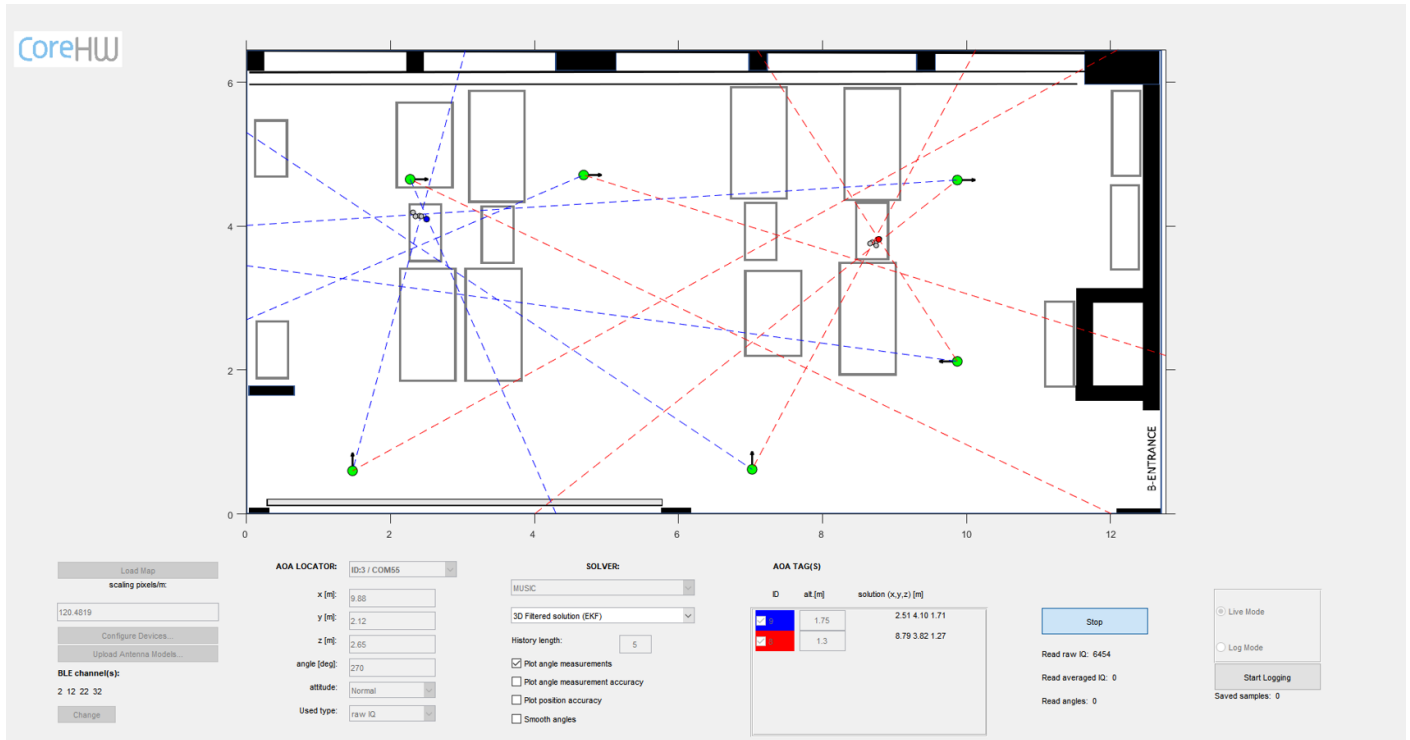 CoreHW
6
4
2
0
0
2
4
6
8
10
12
B-ENTRANCE
Load Map
scaling pixels/m:
120.4819
Configure Devices...
Upload Antenna Models...
BLE channel(s):
2 12 22 32
Change
AOA LOCATOR:
ID:3 / COM55
x [m]:
9.88
y [m]:
2.12
z [m]:
2.65
angle [deg]:
270
attitude:
Normal
Used type:
raw IQ
SOLVER:
MUSIC
3D Filtered solution (EKF)
History length:
5
Plot angle measurements
Plot angle measurement accuracy
Plot position accuracy
Smooth angles
AOA TAG(S)
ID alt.[m] solution (x,y,z) [m]
9 1.75 2.51 4.10 1.71
1.3 8.79 3.82 1.27
Stop
Read raw IQ: 6454
Read averaged IQ: 0
Read angles: 0
Live Mode
Log Mode
Start Logging
Saved samples: 0